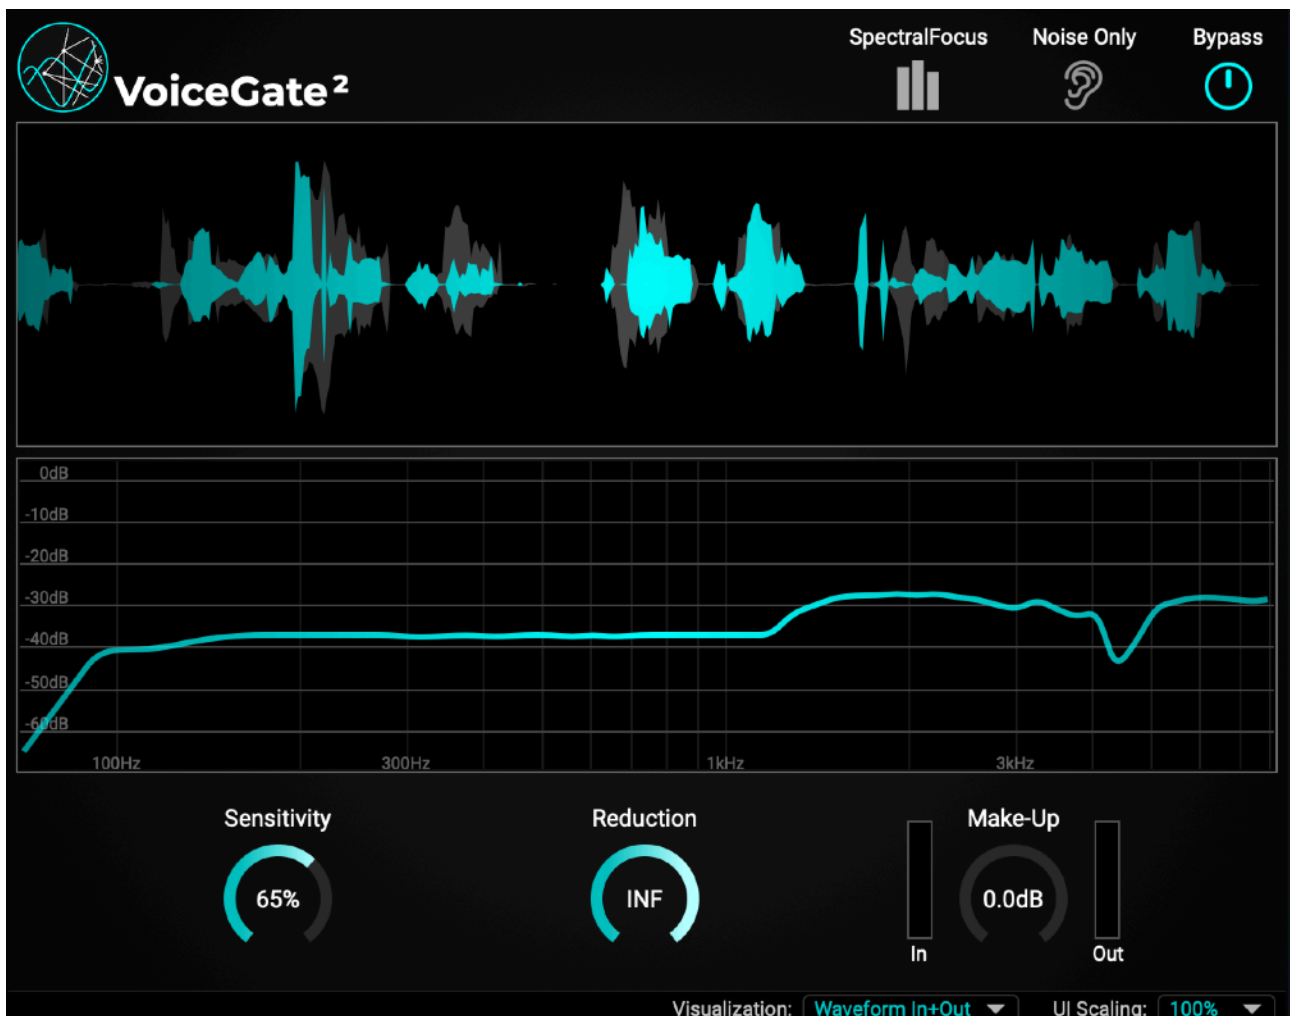 SpectralFocus Noise Only Bypass
VoiceGate²
0dB
-10dB
-20dB
-30dB
-40dB
-50dB
-60dB
100Hz 300Hz 1kHz 3kHz
Sensitivity Reduction Make-Up
65% INF 0.0dB
In Out
Visualization: Waveform In+Out UI Scaling: 100%